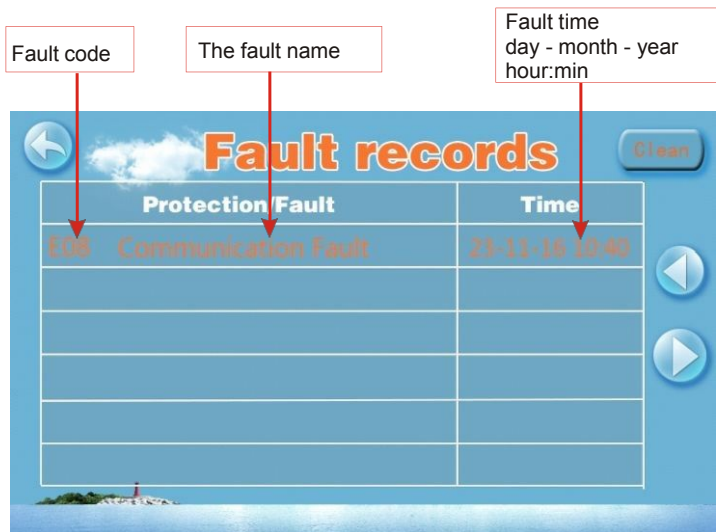 Fault code
The fault name
Fault time
day - month - year
hour:min
Fault records
Clean
Protection/Fault
Time
E08 Communication Fault
23-11-16 10:40